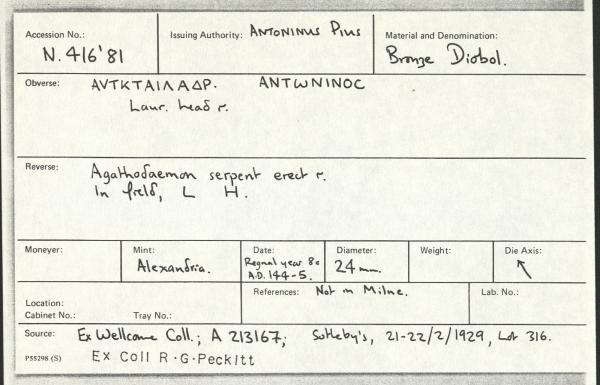 Accession No.: N. 416'81
Issuing Authority: ANTONINUS PIUS
Material and Denomination: Bronze Diobol.
Obverse: ΑVΤΚΤΑΙΛΑΔΡ. ΑΝΤωΝΙΝΟC
Laur. head r.
Reverse: Agathodaemon serpent erect r.
In field, L H.
Moneyer:
Mint: Alexandria.
Date: Regnal year 8 = A.D. 144-5.
Diameter: 24mm.
Weight:
Die Axis: ↖
Location:
Cabinet No.: Tray No.:
References: Not in Milne.
Lab. No.:
Source: Ex Wellcome Coll.; A 213167; Sotheby's, 21-22/2/1929, Lot 316.
P55298 (S) Ex Coll R·G·Peckitt